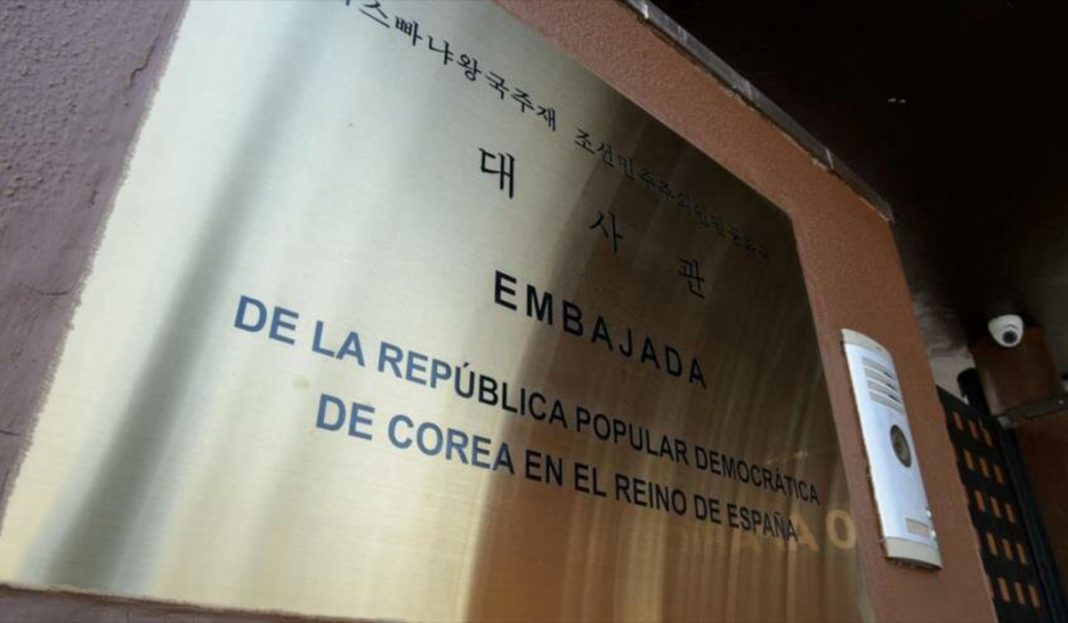 스빠냐왕국주재 조선민주주의인민공화국
대사관
EMBAJADA
DE LA REPÚBLICA POPULAR DEMOCRÁTICA
DE COREA EN EL REINO DE ESPAÑA